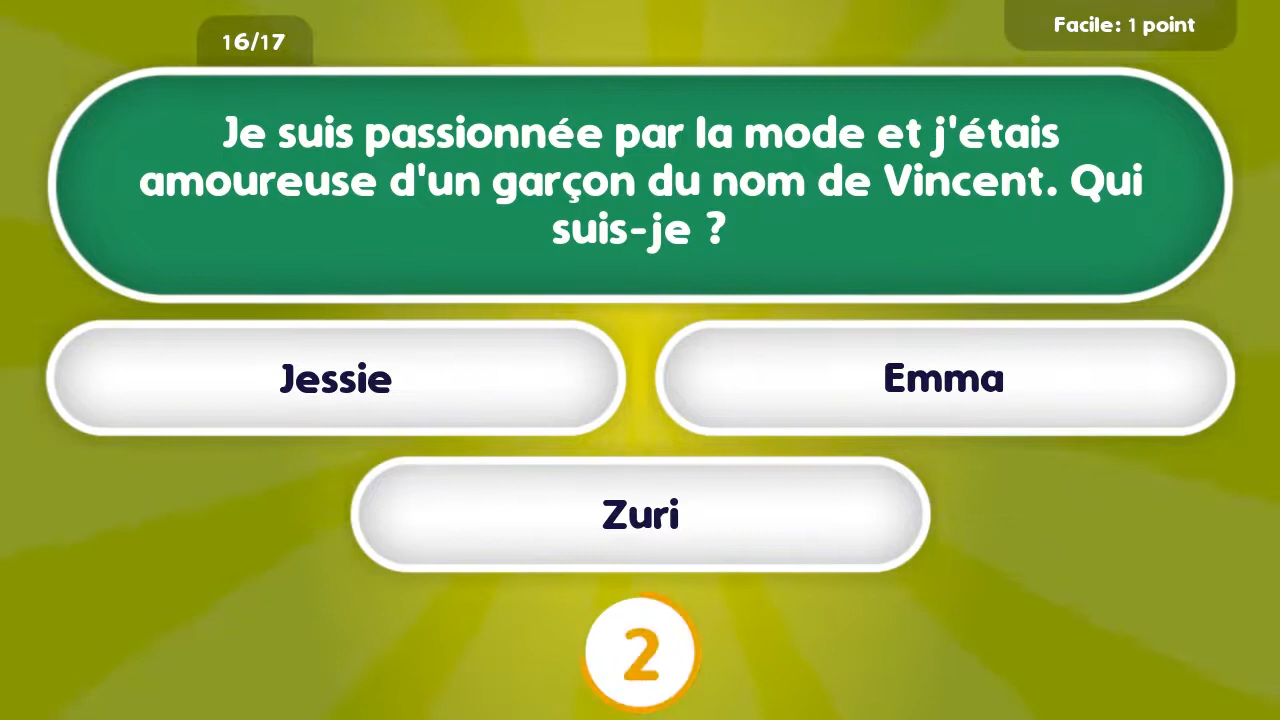 16/17
Facile: 1 point
Je suis passionnée par la mode et j'étais
amoureuse d'un garçon du nom de Vincent. Qui
suis-je ?
Jessie
Emma
Zuri
2